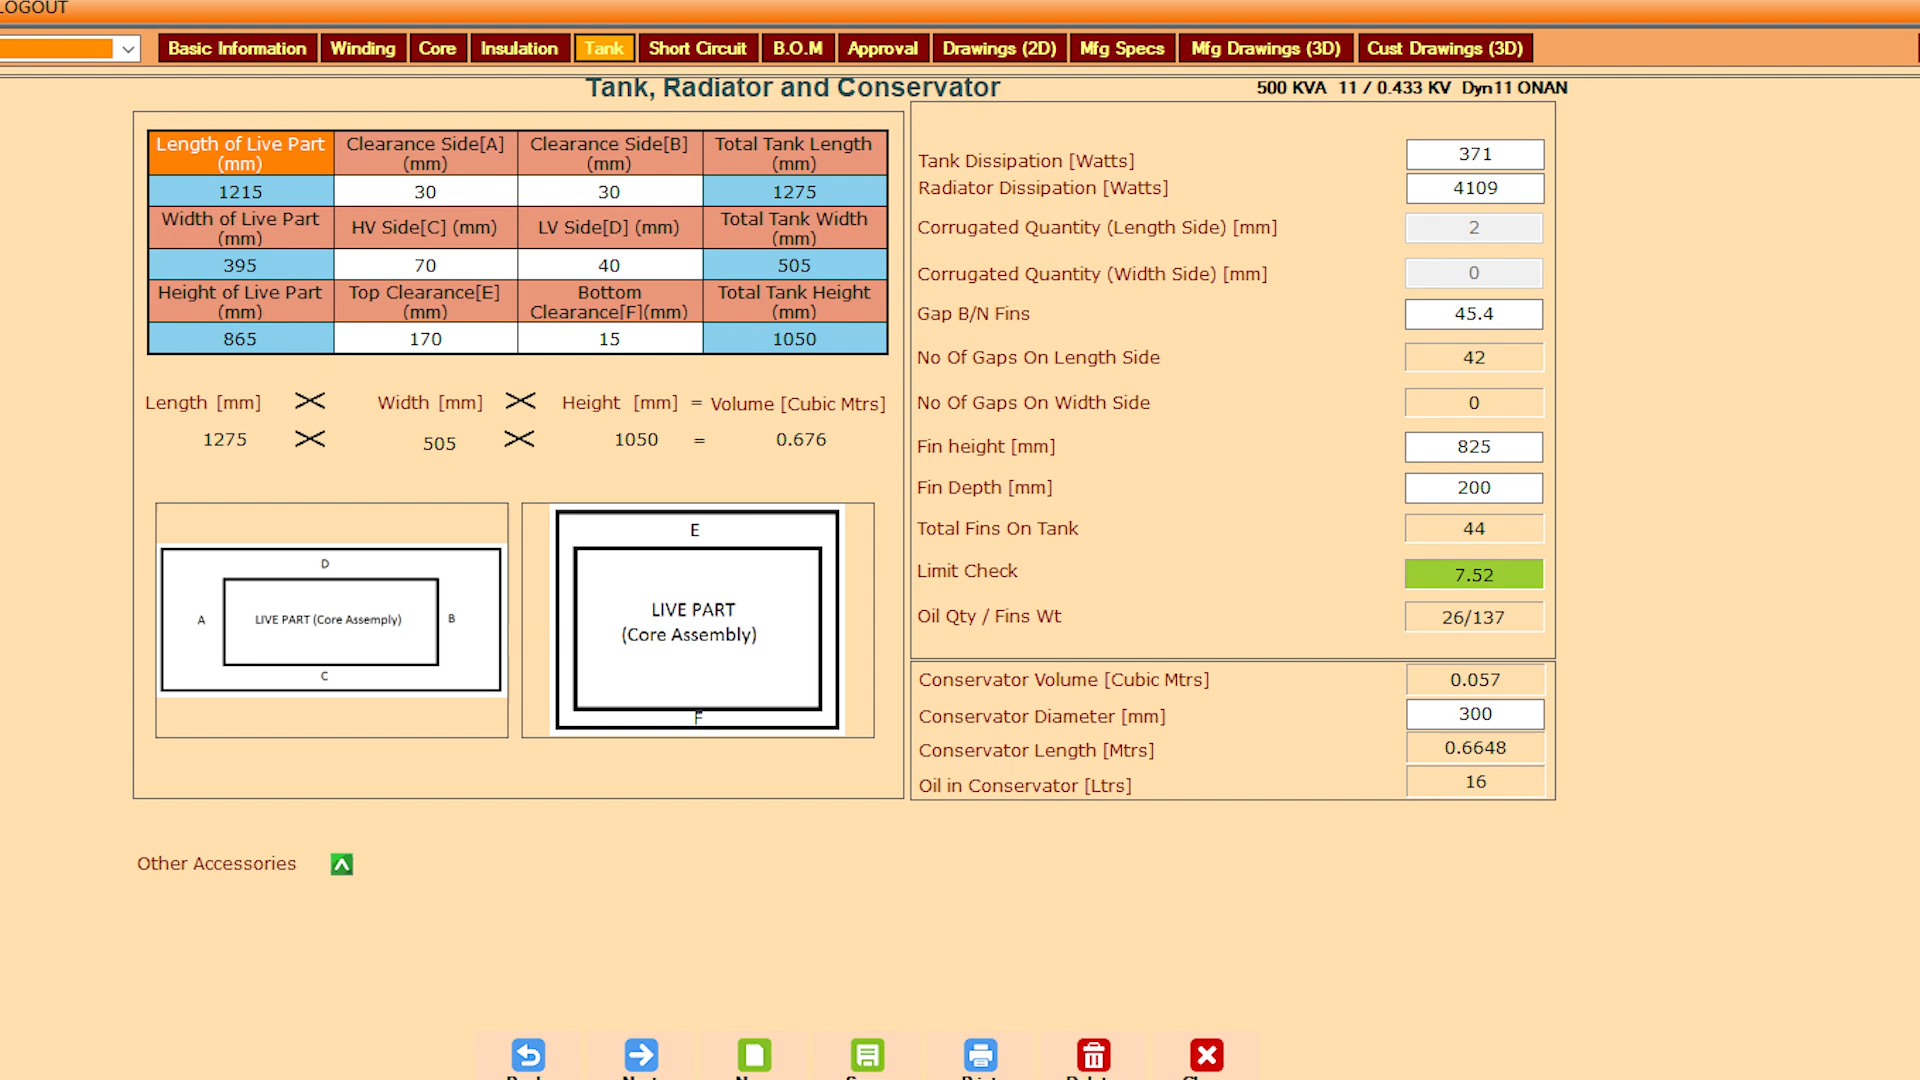 LOGOUT
Basic Information Winding Core Insulation Tank Short Circuit B.O.M Approval Drawings (2D) Mfg Specs Mfg Drawings (3D) Cust Drawings (3D)
Tank, Radiator and Conservator
500 KVA 11 / 0.433 KV Dyn11 ONAN
Length of Live Part (mm) Clearance Side[A] (mm) Clearance Side[B] (mm) Total Tank Length (mm)
1215 30 30 1275
Width of Live Part (mm) HV Side[C] (mm) LV Side[D] (mm) Total Tank Width (mm)
395 70 40 505
Height of Live Part (mm) Top Clearance[E] (mm) Bottom Clearance[F](mm) Total Tank Height (mm)
865 170 15 1050
Length [mm] X Width [mm] X Height [mm] = Volume [Cubic Mtrs]
1275 X 505 X 1050 = 0.676
D
A LIVE PART (Core Assembly) B
C
E
LIVE PART
(Core Assembly)
F
Tank Dissipation [Watts] 371
Radiator Dissipation [Watts] 4109
Corrugated Quantity (Length Side) [mm] 2
Corrugated Quantity (Width Side) [mm] 0
Gap B/N Fins 45.4
No Of Gaps On Length Side 42
No Of Gaps On Width Side 0
Fin height [mm] 825
Fin Depth [mm] 200
Total Fins On Tank 44
Limit Check 7.52
Oil Qty / Fins Wt 26/137
Conservator Volume [Cubic Mtrs] 0.057
Conservator Diameter [mm] 300
Conservator Length [Mtrs] 0.6648
Oil in Conservator [Ltrs] 16
Other Accessories